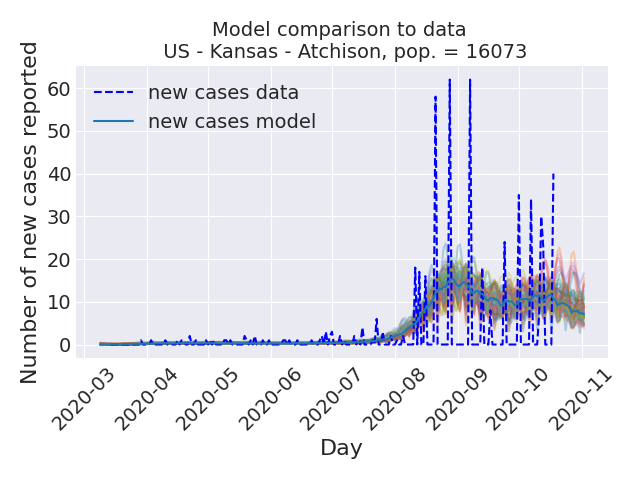 Model comparison to data
US - Kansas - Atchison, pop. = 16073
new cases data
new cases model
Number of new cases reported
60
50
40
30
20
10
0
2020-03
2020-04
2020-05
2020-06
2020-07
2020-08
2020-09
2020-10
2020-11
Day